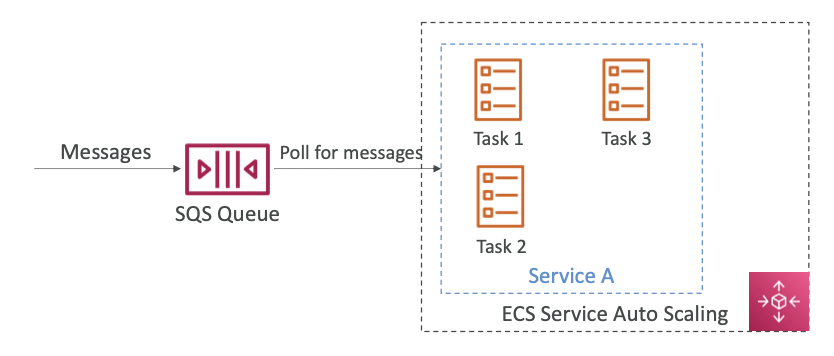 Messages
SQS Queue
Poll for messages
Task 1
Task 3
Task 2
Service A
ECS Service Auto Scaling